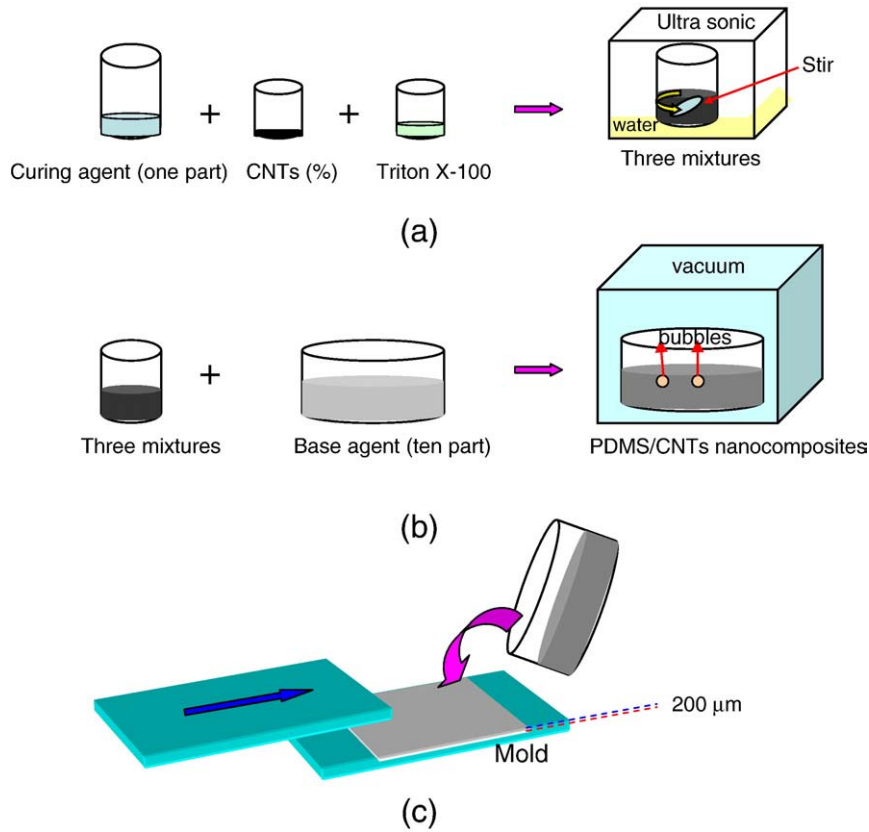 Ultra sonic
Stir
+
+
water
Curing agent (one part)
CNTs (%)
Triton X-100
Three mixtures
(a)
vacuum
bubbles
+
Three mixtures
Base agent (ten part)
PDMS/CNTs nanocomposites
(b)
200 μm
Mold
(c)